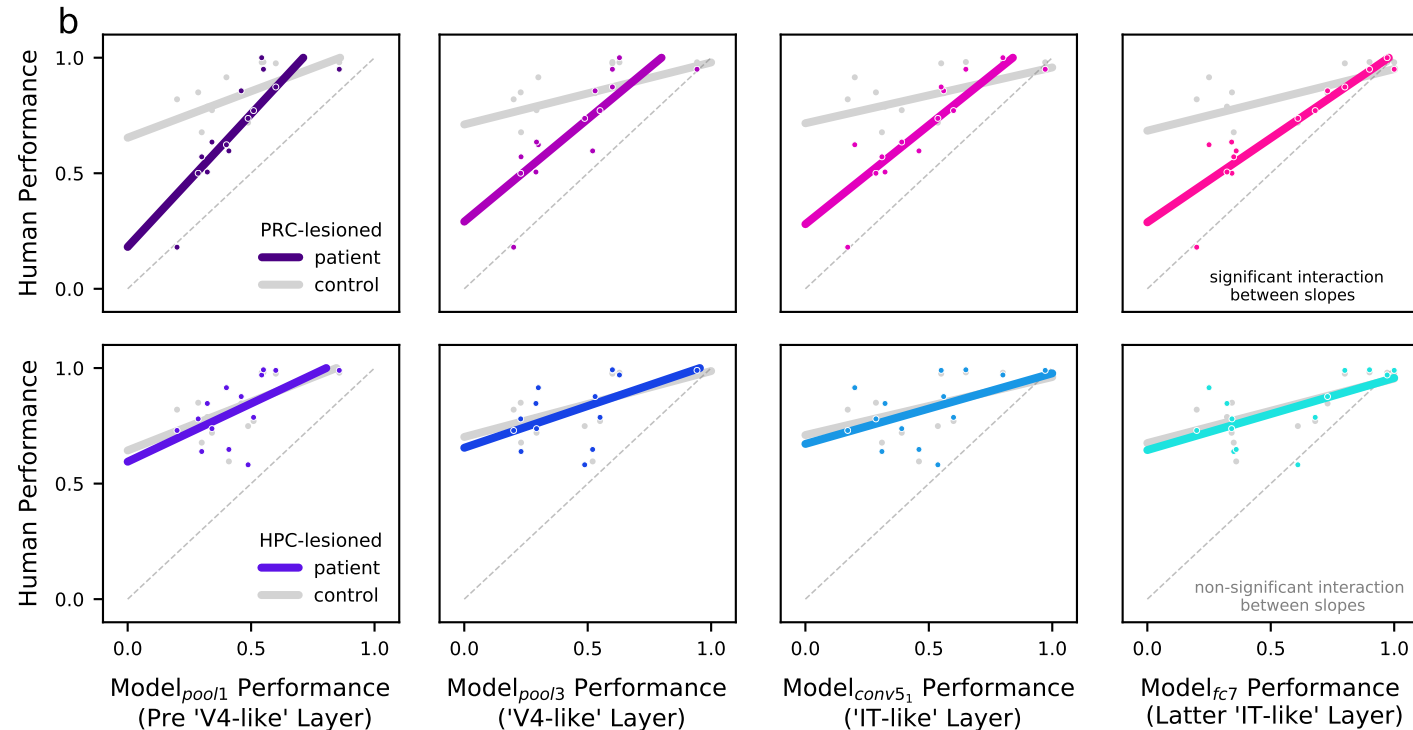 b
Human Performance
1.0
0.5
0.0
PRC-lesioned
patient
control
significant interaction
between slopes
Human Performance
1.0
0.5
0.0
HPC-lesioned
patient
control
non-significant interaction
between slopes
0.0 0.5 1.0
0.0 0.5 1.0
0.0 0.5 1.0
0.0 0.5 1.0
Model_pool1 Performance
(Pre 'V4-like' Layer)
Model_pool3 Performance
('V4-like' Layer)
Model_conv5_1 Performance
('IT-like' Layer)
Model_fc7 Performance
(Latter 'IT-like' Layer)